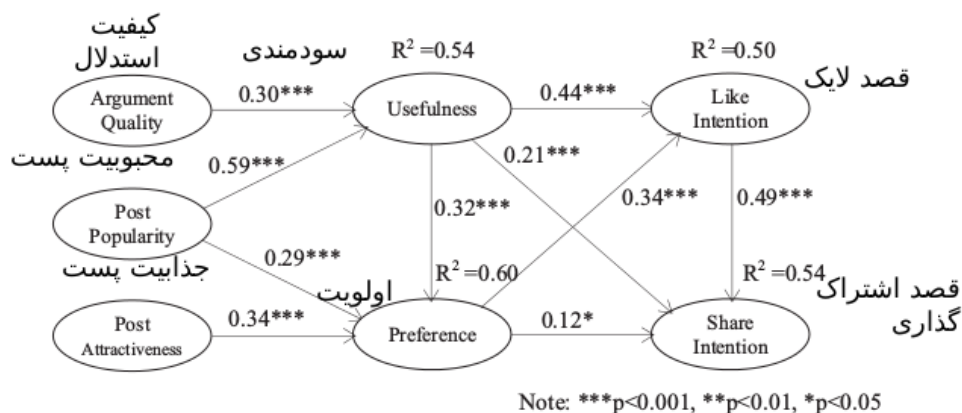 کیفیت
استدلال
سودمندی
R² =0.54
R² =0.50
قصد لایک
Argument
Quality
0.30***
Usefulness
0.44***
Like
Intention
محبوبیت پست
0.59***
0.21***
Post
Popularity
0.32***
0.34***
0.49***
جذابیت پست
0.29***
اولویت
R² =0.60
R² =0.54
قصد اشتراک
گذاری
Post
Attractiveness
0.34***
Preference
0.12*
Share
Intention
Note: ***p<0.001, **p<0.01, *p<0.05